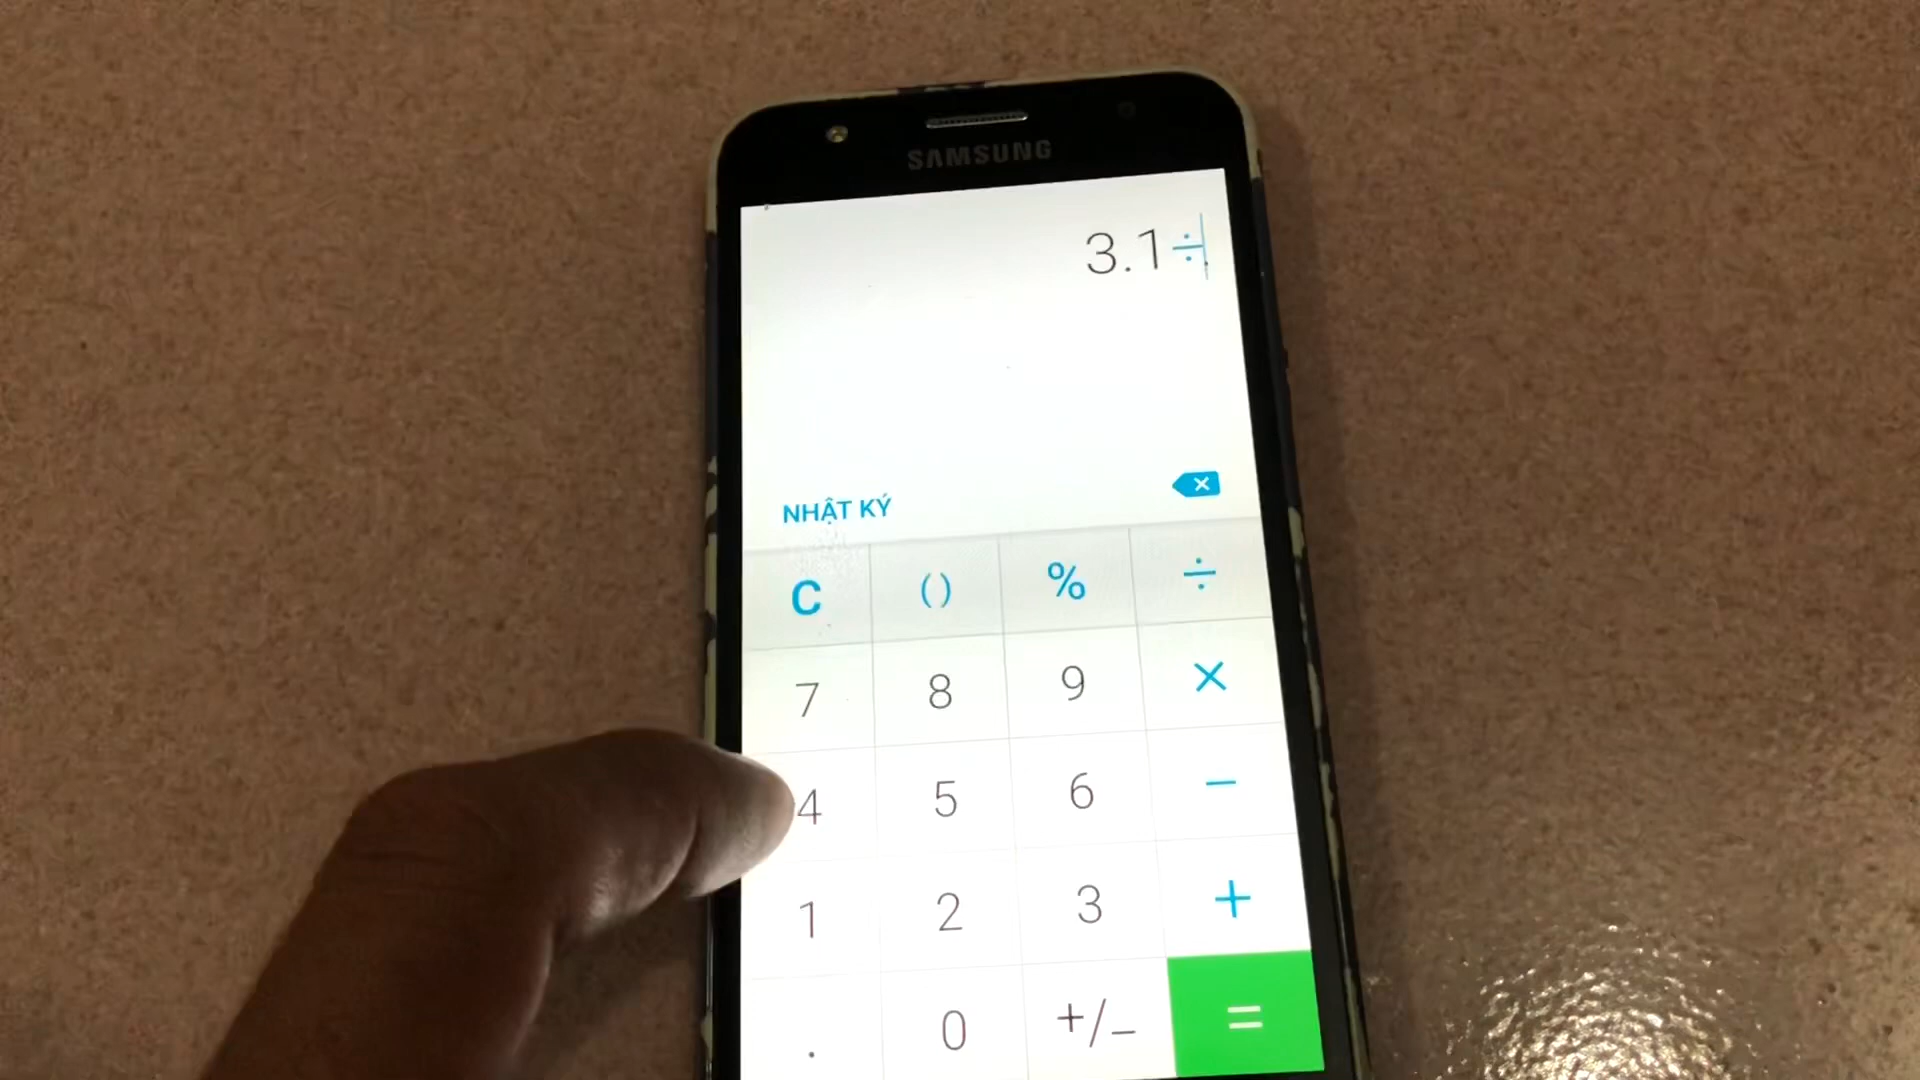 SAMSUNG
3.1÷
NHẬT KÝ
C () % ÷
7 8 9 ×
4 5 6 −
1 2 3 +
. 0 +/− =